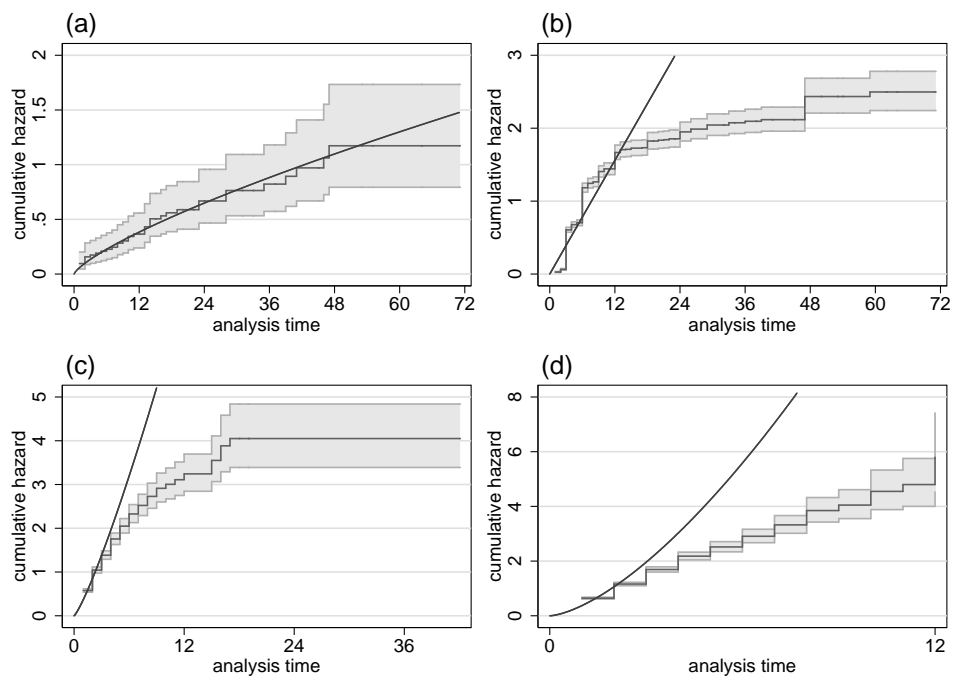 (a)
cumulative hazard
2
1.5
1
.5
0
0 12 24 36 48 60 72
analysis time
(b)
cumulative hazard
3
2
1
0
0 12 24 36 48 60 72
analysis time
(c)
cumulative hazard
5
4
3
2
1
0
0 12 24 36
analysis time
(d)
cumulative hazard
8
6
4
2
0
0 12
analysis time